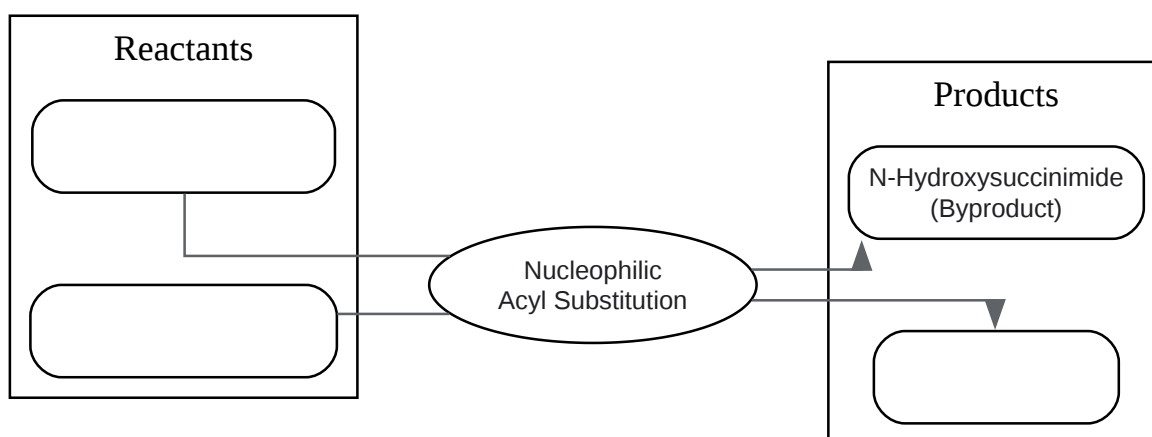 Reactants
Products
N-Hydroxysuccinimide
(Byproduct)
Nucleophilic
Acyl Substitution